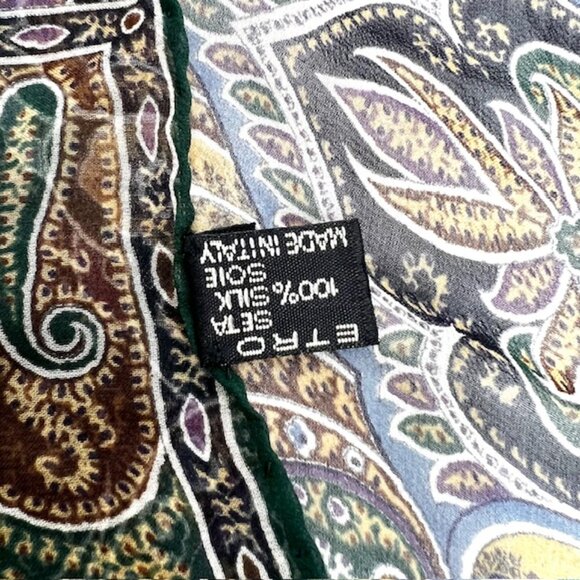 ETRO
SETA
100% SILK
SOIE
MADE IN ITALY